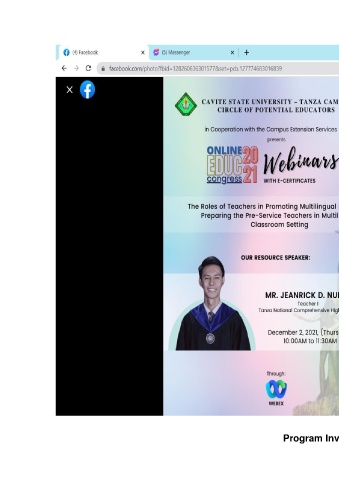 (4) Facebook
(5) Messenger
facebook.com/photo?fbid=1282606363015778&set=pcb.127774663016839
CAVITE STATE UNIVERSITY – TANZA CAM
CIRCLE OF POTENTIAL EDUCATORS
in Cooperation with the Campus Extension Services
presents
ONLINE
EDUC 2021
congress
Webinars
WITH E-CERTIFICATES
The Roles of Teachers in Promoting Multilingual
Preparing the Pre-Service Teachers in Multil
Classroom Setting
OUR RESOURCE SPEAKER:
MR. JEANRICK D. NU
Teacher I
Tanza National Comprehensive Hig
December 2, 2021, (Thurs
10:00AM to 11:30AM
Through:
WEBEX
Program Inv